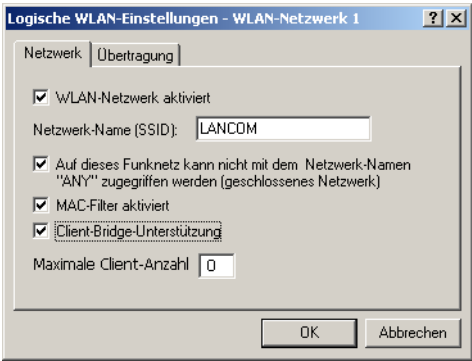 Logische WLAN-Einstellungen - WLAN-Netzwerk 1
Netzwerk Übertragung
WLAN-Netzwerk aktiviert
Netzwerk-Name (SSID): LANCOM
Auf dieses Funknetz kann nicht mit dem Netzwerk-Namen
"ANY" zugegriffen werden (geschlossenes Netzwerk)
MAC-Filter aktiviert
Client-Bridge-Unterstützung
Maximale Client-Anzahl 0
OK Abbrechen